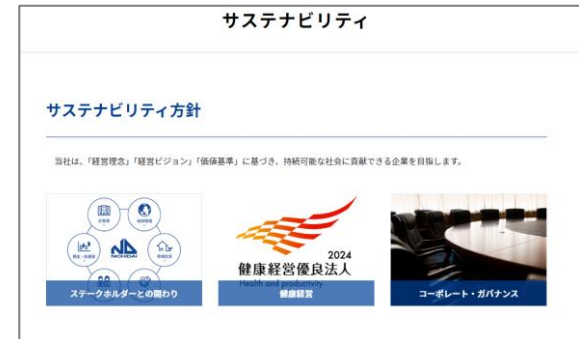 サステナビリティ
サステナビリティ方針
当社は、「経営理念」「経営ビジョン」「価値基準」に基づき、持続可能な社会に貢献できる企業を目指します。
NICHIDAI
ステークホルダーとの関わり
2024
健康経営優良法人
Health and productivity
健康経営
コーポレート・ガバナンス